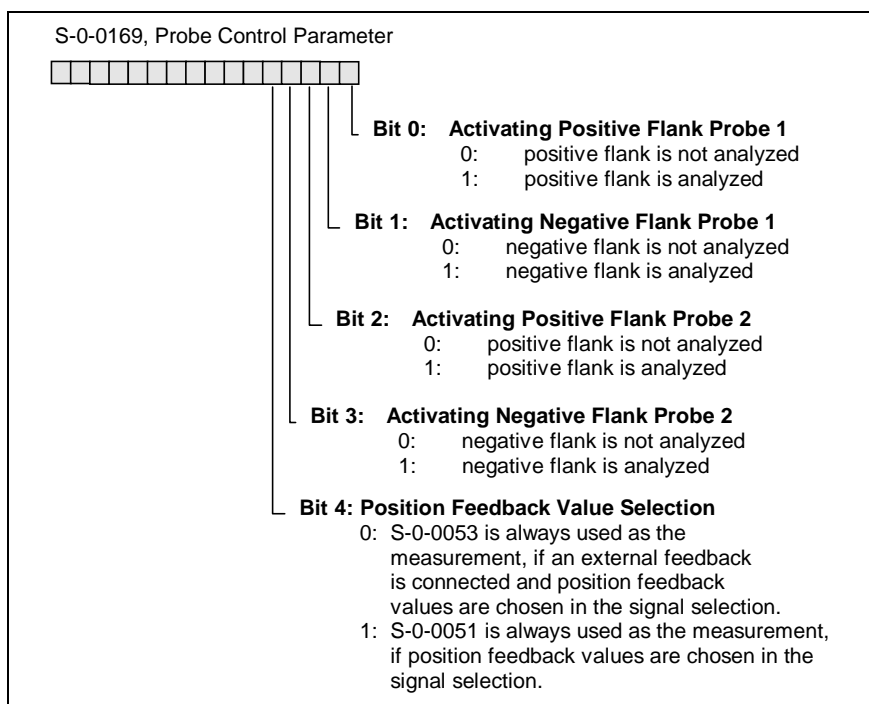 S-0-0169, Probe Control Parameter
Bit 0: Activating Positive Flank Probe 1
0: positive flank is not analyzed
1: positive flank is analyzed
Bit 1: Activating Negative Flank Probe 1
0: negative flank is not analyzed
1: negative flank is analyzed
Bit 2: Activating Positive Flank Probe 2
0: positive flank is not analyzed
1: positive flank is analyzed
Bit 3: Activating Negative Flank Probe 2
0: negative flank is not analyzed
1: negative flank is analyzed
Bit 4: Position Feedback Value Selection
0: S-0-0053 is always used as the
measurement, if an external feedback
is connected and position feedback
values are chosen in the signal selection.
1: S-0-0051 is always used as the measurement,
if position feedback values are chosen in the
signal selection.